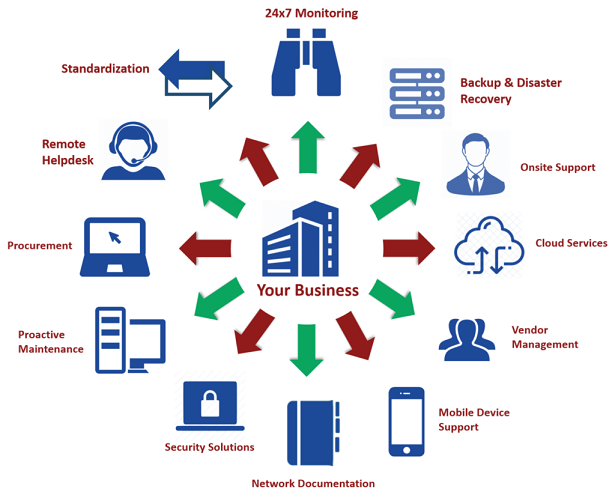 24x7 Monitoring
Standardization
Backup & Disaster
Recovery
Remote
Helpdesk
Onsite Support
Procurement
Cloud Services
Your Business
Proactive
Maintenance
Vendor
Management
Mobile Device
Support
Security Solutions
Network Documentation